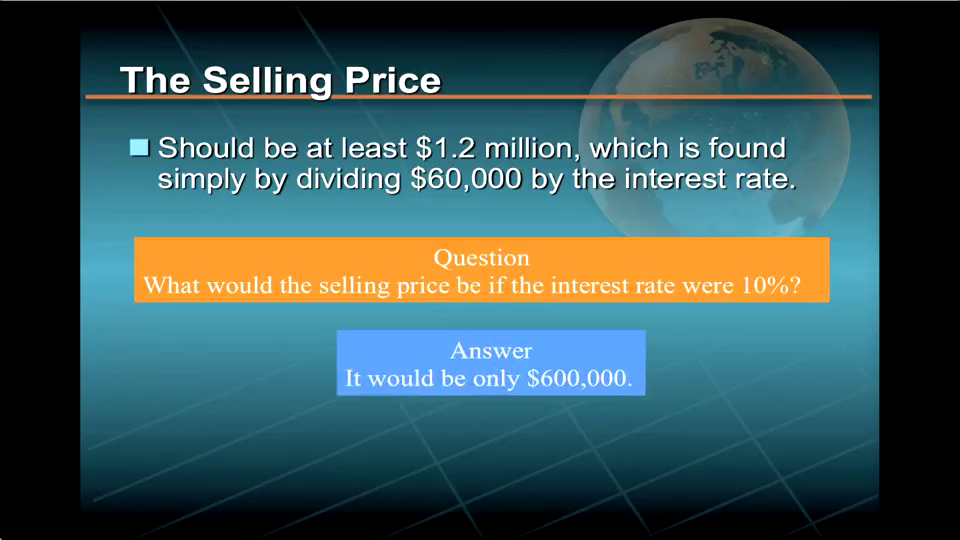 The Selling Price
Should be at least $1.2 million, which is found
simply by dividing $60,000 by the interest rate.
Question
What would the selling price be if the interest rate were 10%?
Answer
It would be only $600,000.